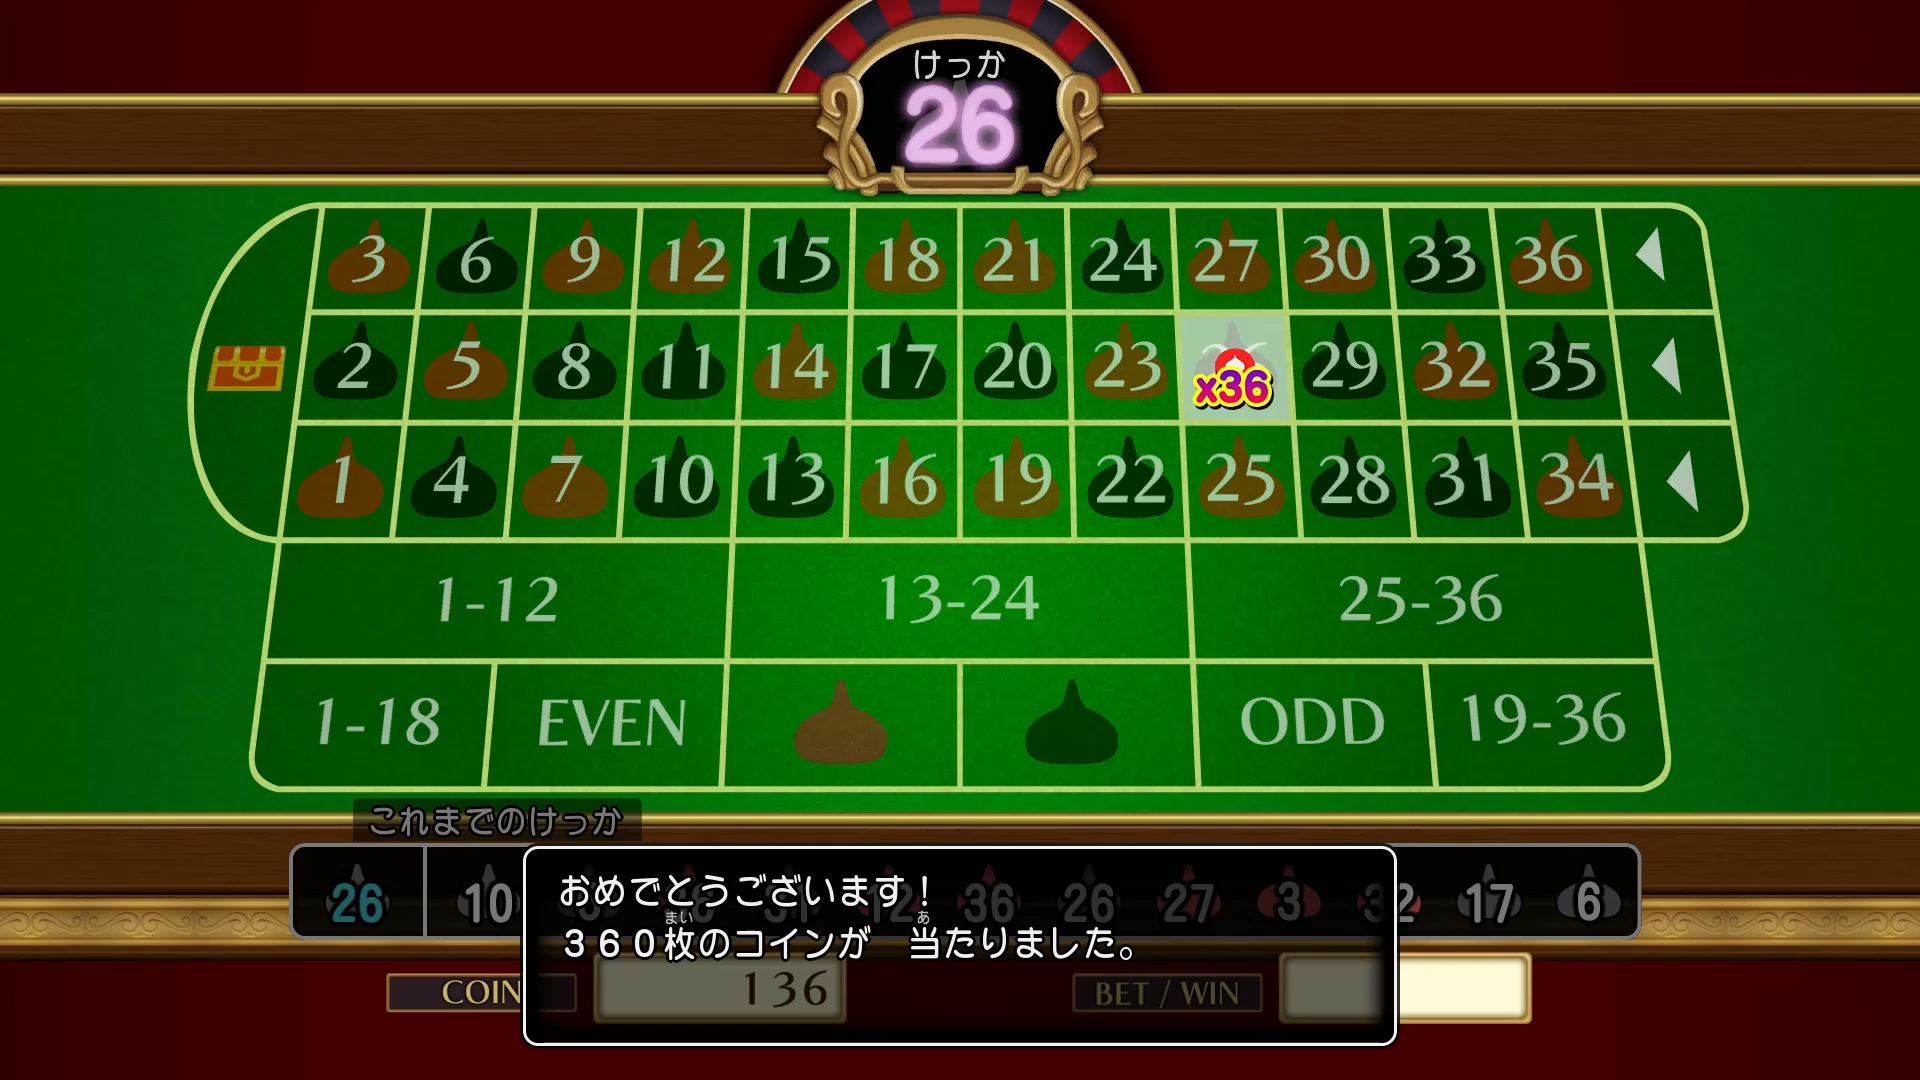 けっか
26
3 6 9 12 15 18 21 24 27 30 33 36
2 5 8 11 14 17 20 23 x36 29 32 35
1 4 7 10 13 16 19 22 25 28 31 34
1-12 13-24 25-36
1-18 EVEN ODD 19-36
これまでのけっか
26 10 12 36 26 27 3 32 17 6
おめでとうございます！
３６０枚のコインが　当たりました。
COIN 136 BET / WIN